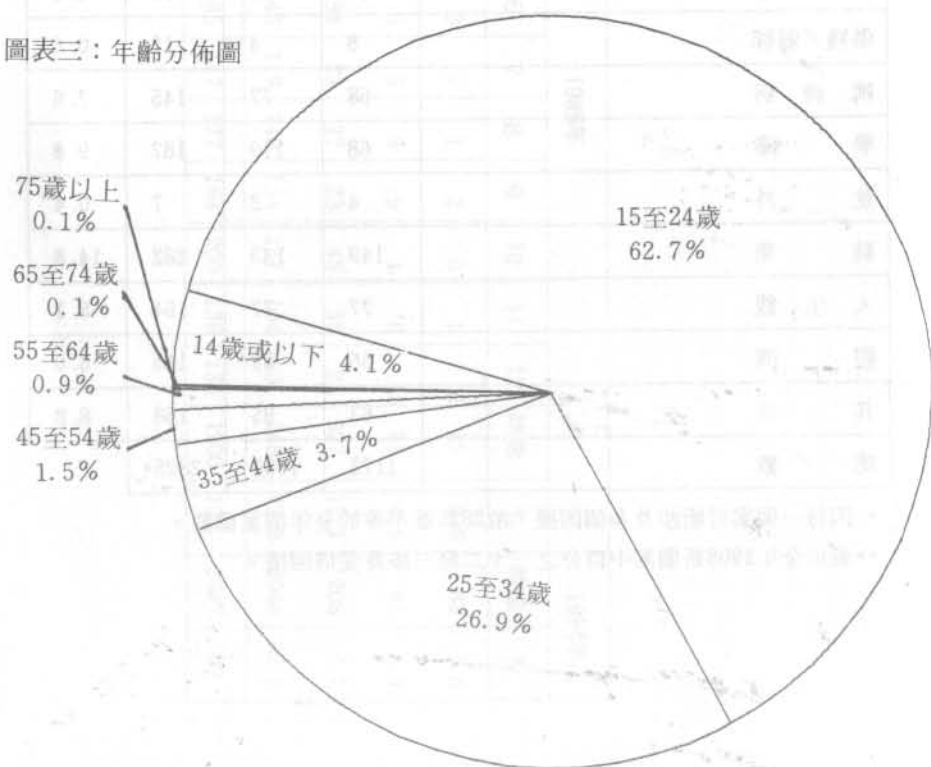 圖表三：年齡分佈圖
75歲以上
0.1%
65至74歲
0.1%
55至64歲
0.9%
45至54歲
1.5%
15至24歲
62.7%
14歲或以下 4.1%
35至44歲 3.7%
25至34歲
26.9%